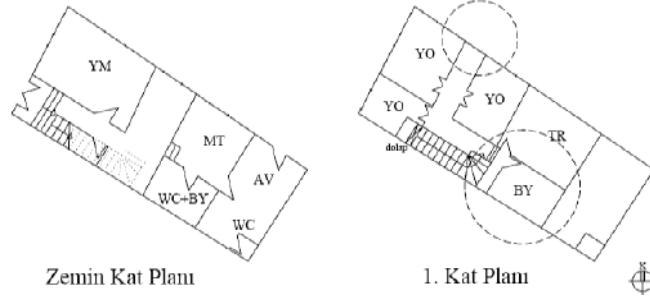 YM
MT
AV
WC+BY
WC
Zemin Kat Planı
YO
YO
YO
dolap
TR
BY
1. Kat Planı
K